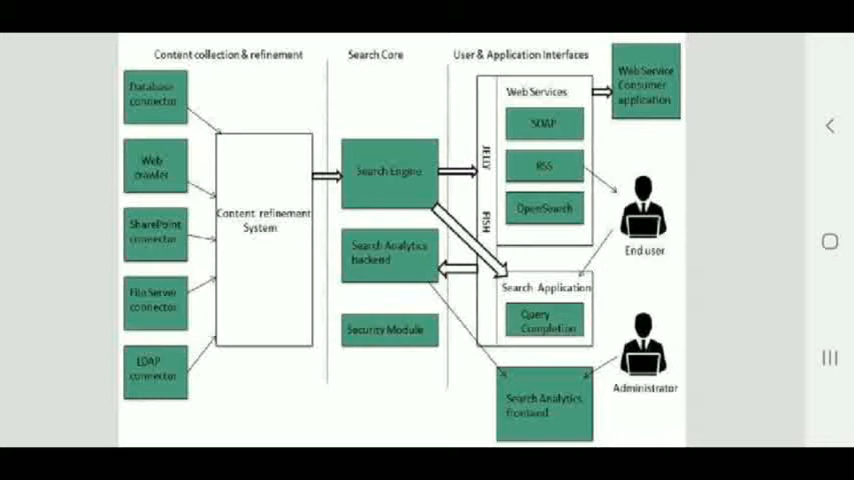 Content collection & refinement
Search Core
User & Application Interfaces
Database
connector
Web
crawler
SharePoint
connector
File Server
connector
LDAP
connector
Content refinement
System
Search Engine
Search Analytics
backend
Security Module
JELLY
FISH
Web Services
SOAP
RSS
OpenSearch
Search Application
Query
Completion
Search Analytics
frontend
Web Service
Consumer
application
End user
Administrator